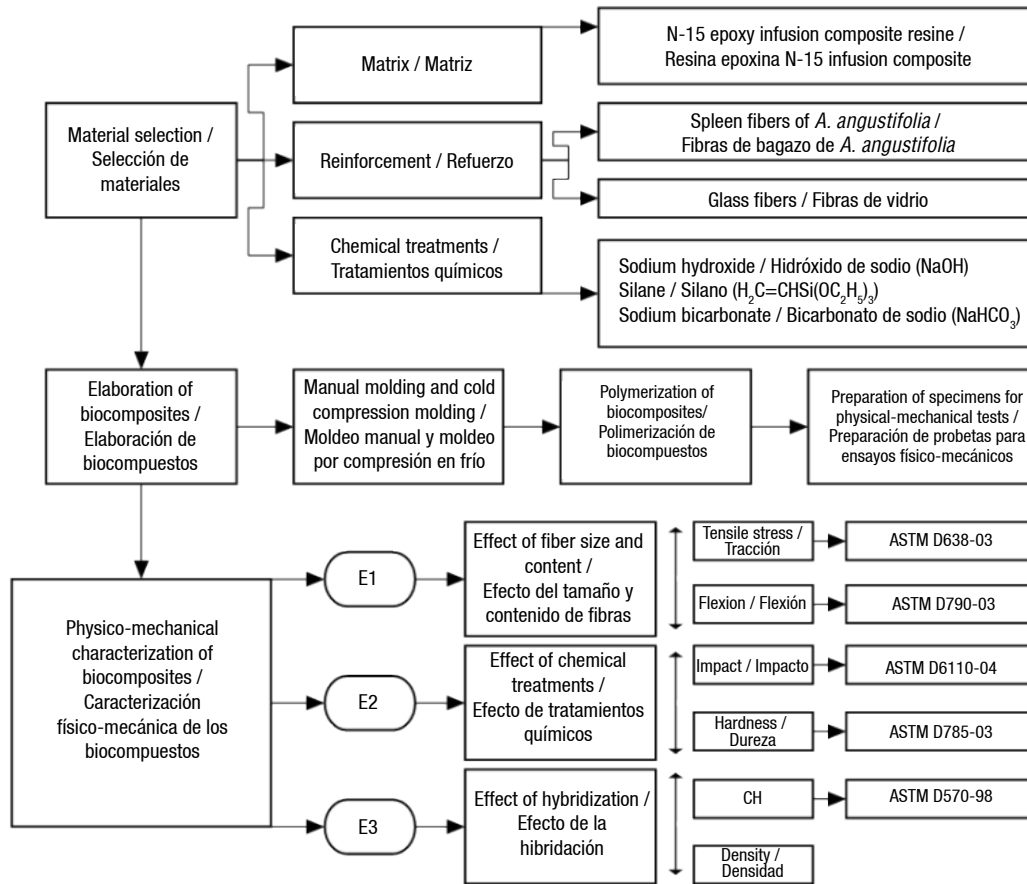 Material selection /
Selección de
materiales
Matrix / Matriz
N-15 epoxy infusion composite resine /
Resina epoxina N-15 infusion composite
Reinforcement / Refuerzo
Spleen fibers of A. angustifolia /
Fibras de bagazo de A. angustifolia
Glass fibers / Fibras de vidrio
Chemical treatments /
Tratamientos químicos
Sodium hydroxide / Hidróxido de sodio (NaOH)
Silane / Silano (H₂C=CHSi(OC₂H₅)₃)
Sodium bicarbonate / Bicarbonato de sodio (NaHCO₃)
Elaboration of
biocomposites /
Elaboración de
biocompuestos
Manual molding and cold
compression molding /
Moldeo manual y moldeo
por compresión en frío
Polymerization of
biocomposites/
Polimerización de
biocompuestos
Preparation of specimens for
physical-mechanical tests /
Preparación de probetas para
ensayos físico-mecánicos
Physico-mechanical
characterization of
biocomposites /
Caracterización
físico-mecánica de los
biocompuestos
E1
Effect of fiber size and
content /
Efecto del tamaño y
contenido de fibras
Tensile stress /
Tracción
ASTM D638-03
Flexion / Flexión
ASTM D790-03
E2
Effect of chemical
treatments /
Efecto de tratamientos
químicos
Impact / Impacto
ASTM D6110-04
Hardness /
Dureza
ASTM D785-03
E3
Effect of hybridization /
Efecto de la
hibridación
CH
ASTM D570-98
Density /
Densidad